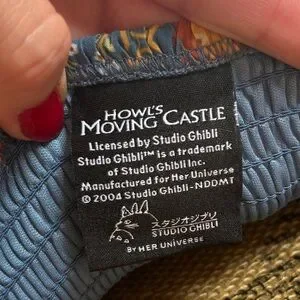 HOWL'S
MOVING CASTLE
Licensed by Studio Ghibli
Studio Ghibli™ is a trademark
of Studio Ghibli Inc.
Manufactured for Her Universe
© 2004 Studio Ghibli - NDDMT
スタジオジブリ
STUDIO GHIBLI
BY HER UNIVERSE